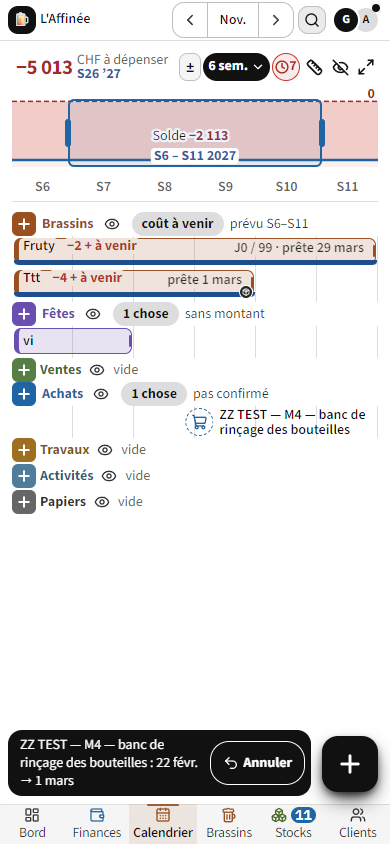 L'Affinée
Nov.
G
A
−5 013 CHF à dépenser
S26 ’27
±
6 sem.
7
0
Solde −2 113
S6 – S11 2027
S6 S7 S8 S9 S10 S11
Brassins coût à venir prévu S6–S11
Fruty −2 + à venir J0 / 99 · prête 29 mars
Ttt −4 + à venir prête 1 mars
Fêtes 1 chose sans montant
vi
Ventes vide
Achats 1 chose pas confirmé
ZZ TEST — M4 — banc de
rinçage des bouteilles
Travaux vide
Activités vide
Papiers vide
ZZ TEST — M4 — banc de
rinçage des bouteilles : 22 févr.
→ 1 mars
Annuler
Bord Finances Calendrier Brassins Stocks 11 Clients